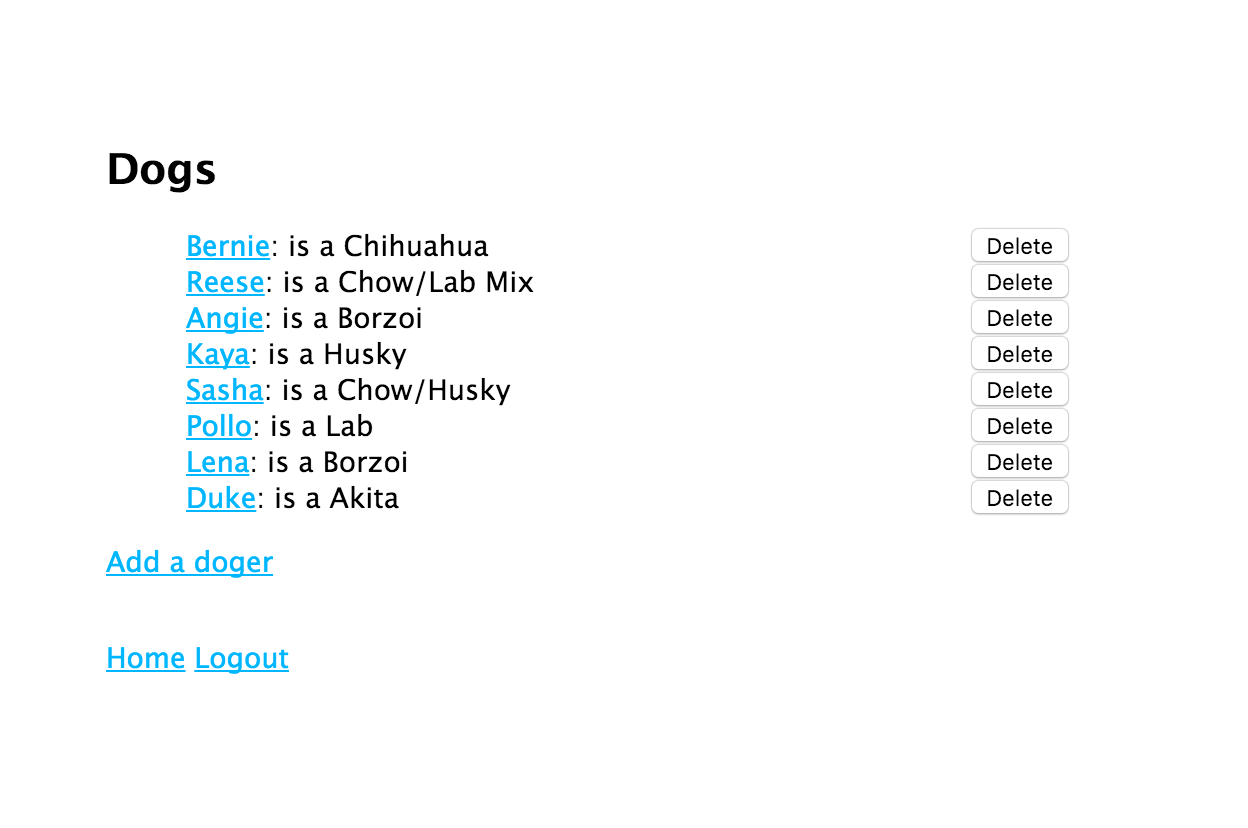 Dogs
Bernie: is a Chihuahua Delete
Reese: is a Chow/Lab Mix Delete
Angie: is a Borzoi Delete
Kaya: is a Husky Delete
Sasha: is a Chow/Husky Delete
Pollo: is a Lab Delete
Lena: is a Borzoi Delete
Duke: is a Akita Delete
Add a doger
Home Logout